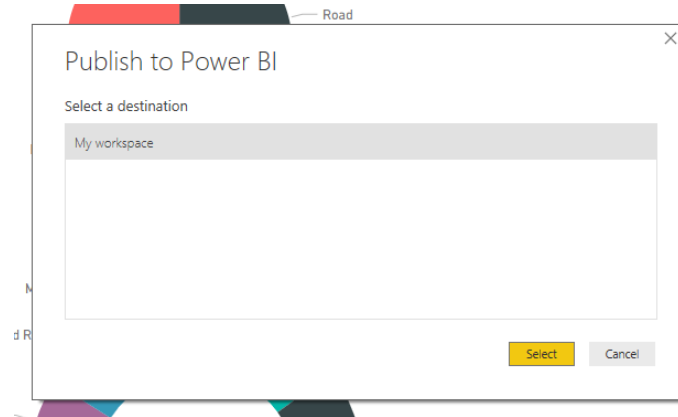 Road
Publish to Power BI
Select a destination
My workspace
M
d R
Select
Cancel